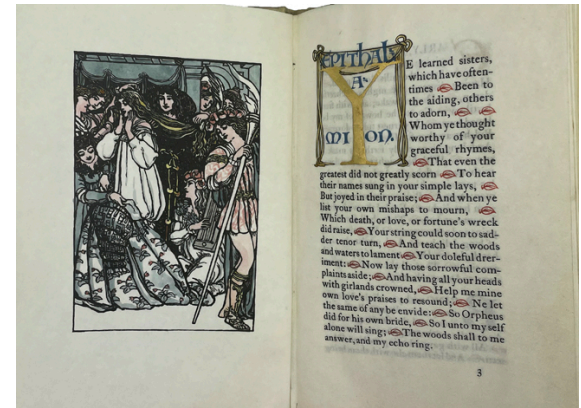 EPITHAL
A·
MI ON.
YE learned sisters,
which have often-
times Been to
the aiding, others
to adorn,
Whom ye thought
worthy of your
graceful rhymes,
That even the
greatest did not greatly scorn To hear
their names sung in your simple lays,
But joyed in their praise; And when ye
list your own mishaps to mourn,
Which death, or love, or fortune's wreck
did raise, Your string could soon to sad-
der tenor turn, And teach the woods
and waters to lament Your doleful drer-
iment: Now lay those sorrowful com-
plaints aside; And having all your heads
with girlands crowned, Help me mine
own love's praises to resound; Ne let
the same of any be envide: So Orpheus
did for his own bride, So I unto my self
alone will sing; The woods shall to me
answer, and my echo ring.
3